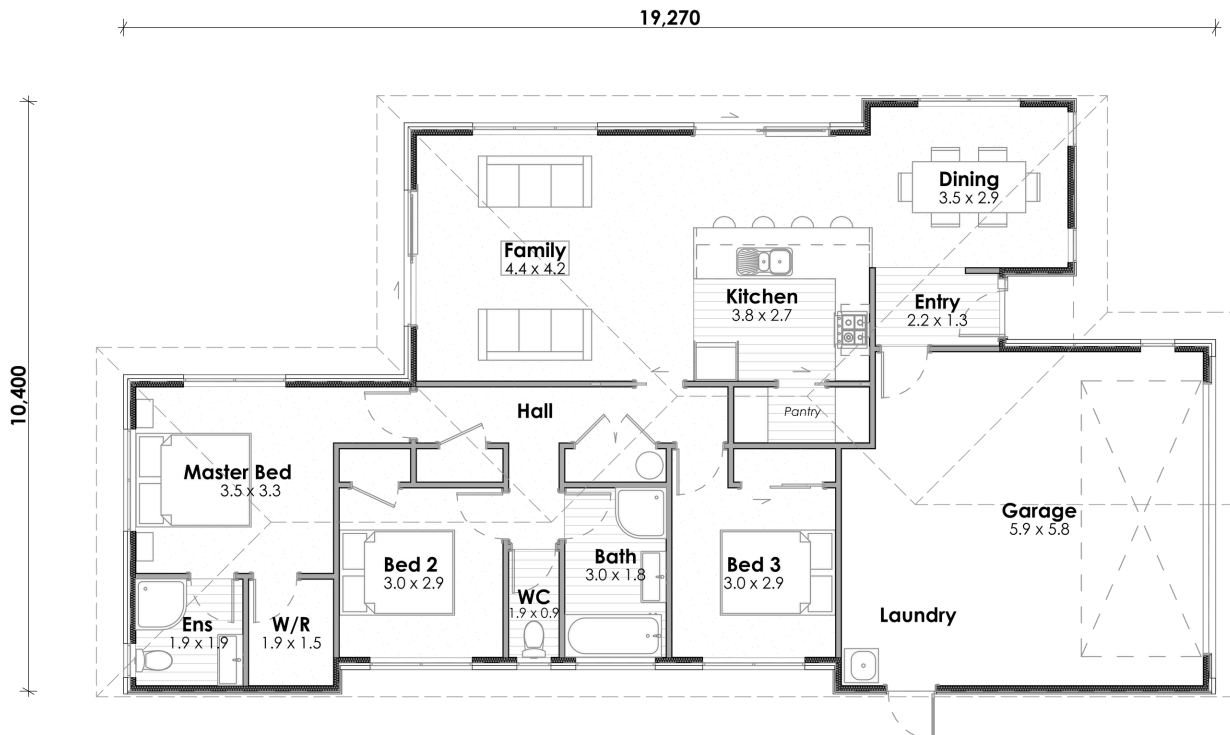 19,270
10,400
Dining
3.5 x 2.9
Family
4.4 x 4.2
Kitchen
3.8 x 2.7
Entry
2.2 x 1.3
Hall
Pantry
Master Bed
3.5 x 3.3
Garage
5.9 x 5.8
Bed 2
3.0 x 2.9
Bath
3.0 x 1.8
Bed 3
3.0 x 2.9
WC
1.9 x 0.9
Ens
1.9 x 1.9
W/R
1.9 x 1.5
Laundry